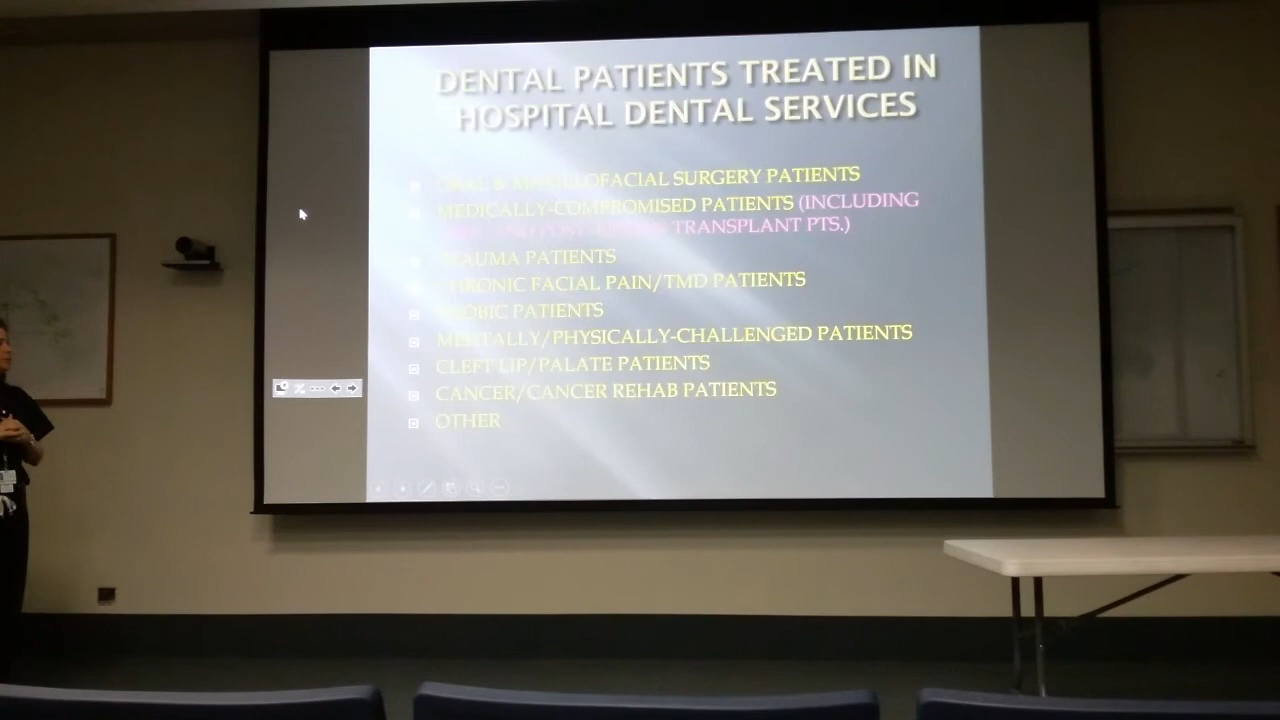 DENTAL PATIENTS TREATED IN
HOSPITAL DENTAL SERVICES
ORAL & MAXILLOFACIAL SURGERY PATIENTS
MEDICALLY-COMPROMISED PATIENTS (INCLUDING
AND POST- TRANSPLANT PTS.)
TRAUMA PATIENTS
CHRONIC FACIAL PAIN/TMD PATIENTS
PHOBIC PATIENTS
MENTALLY/PHYSICALLY-CHALLENGED PATIENTS
CLEFT LIP/PALATE PATIENTS
CANCER/CANCER REHAB PATIENTS
OTHER